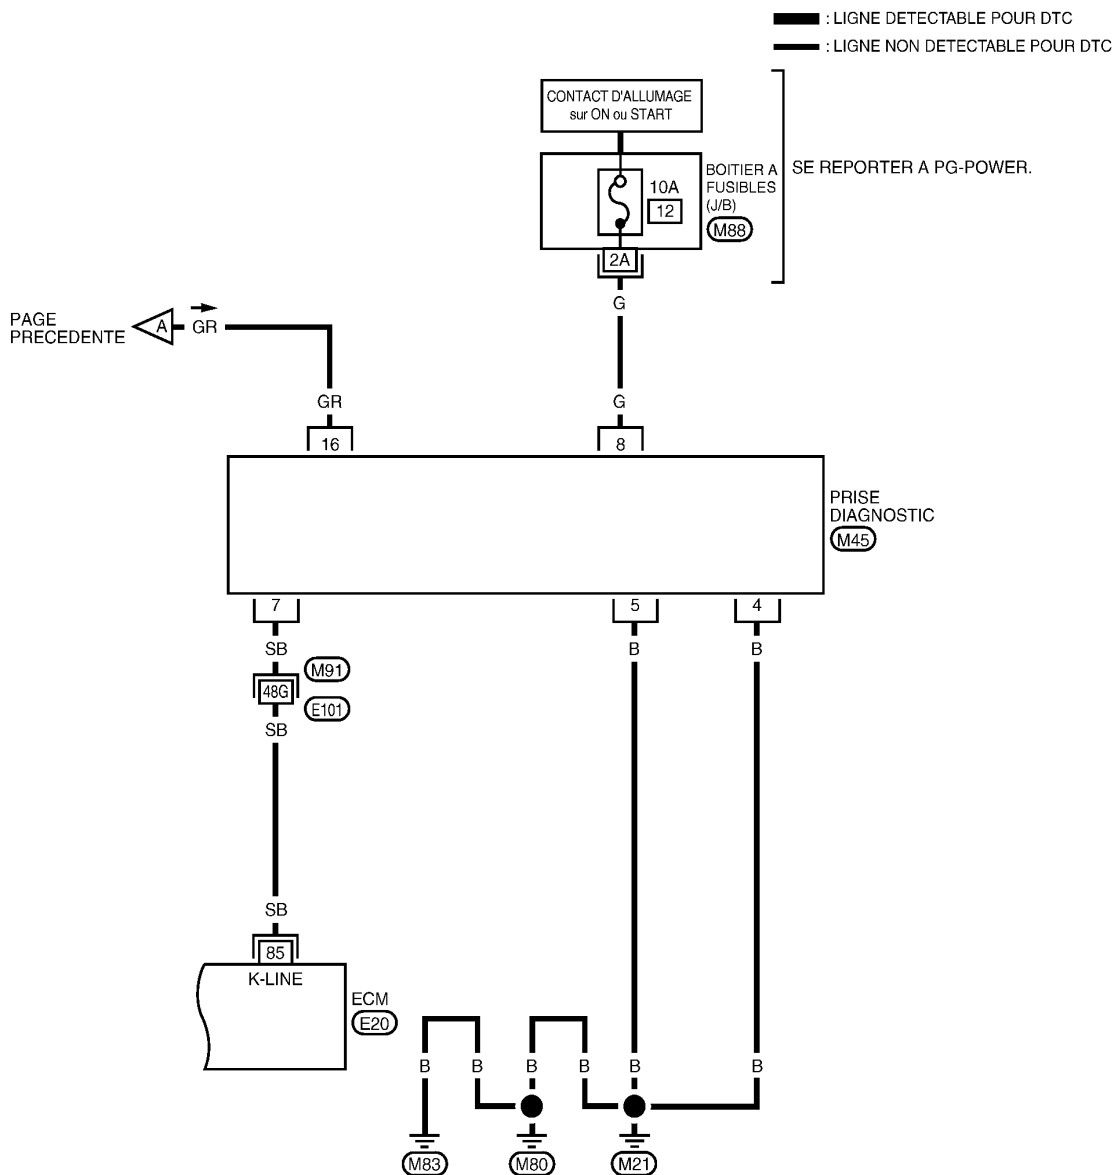 : LIGNE DETECTABLE POUR DTC
: LIGNE NON DETECTABLE POUR DTC
CONTACT D'ALLUMAGE
sur ON ou START
BOITIER A
FUSIBLES
(J/B)
M88
10A
12
SE REPORTER A PG-POWER.
2A
G
PAGE
PRECEDENTE
A
GR
GR
G
16
8
PRISE
DIAGNOSTIC
M45
7
5
4
SB
B
B
M91
48G
E101
SB
SB
85
K-LINE
ECM
E20
B
B
B
B
B
B
M83
M80
M21